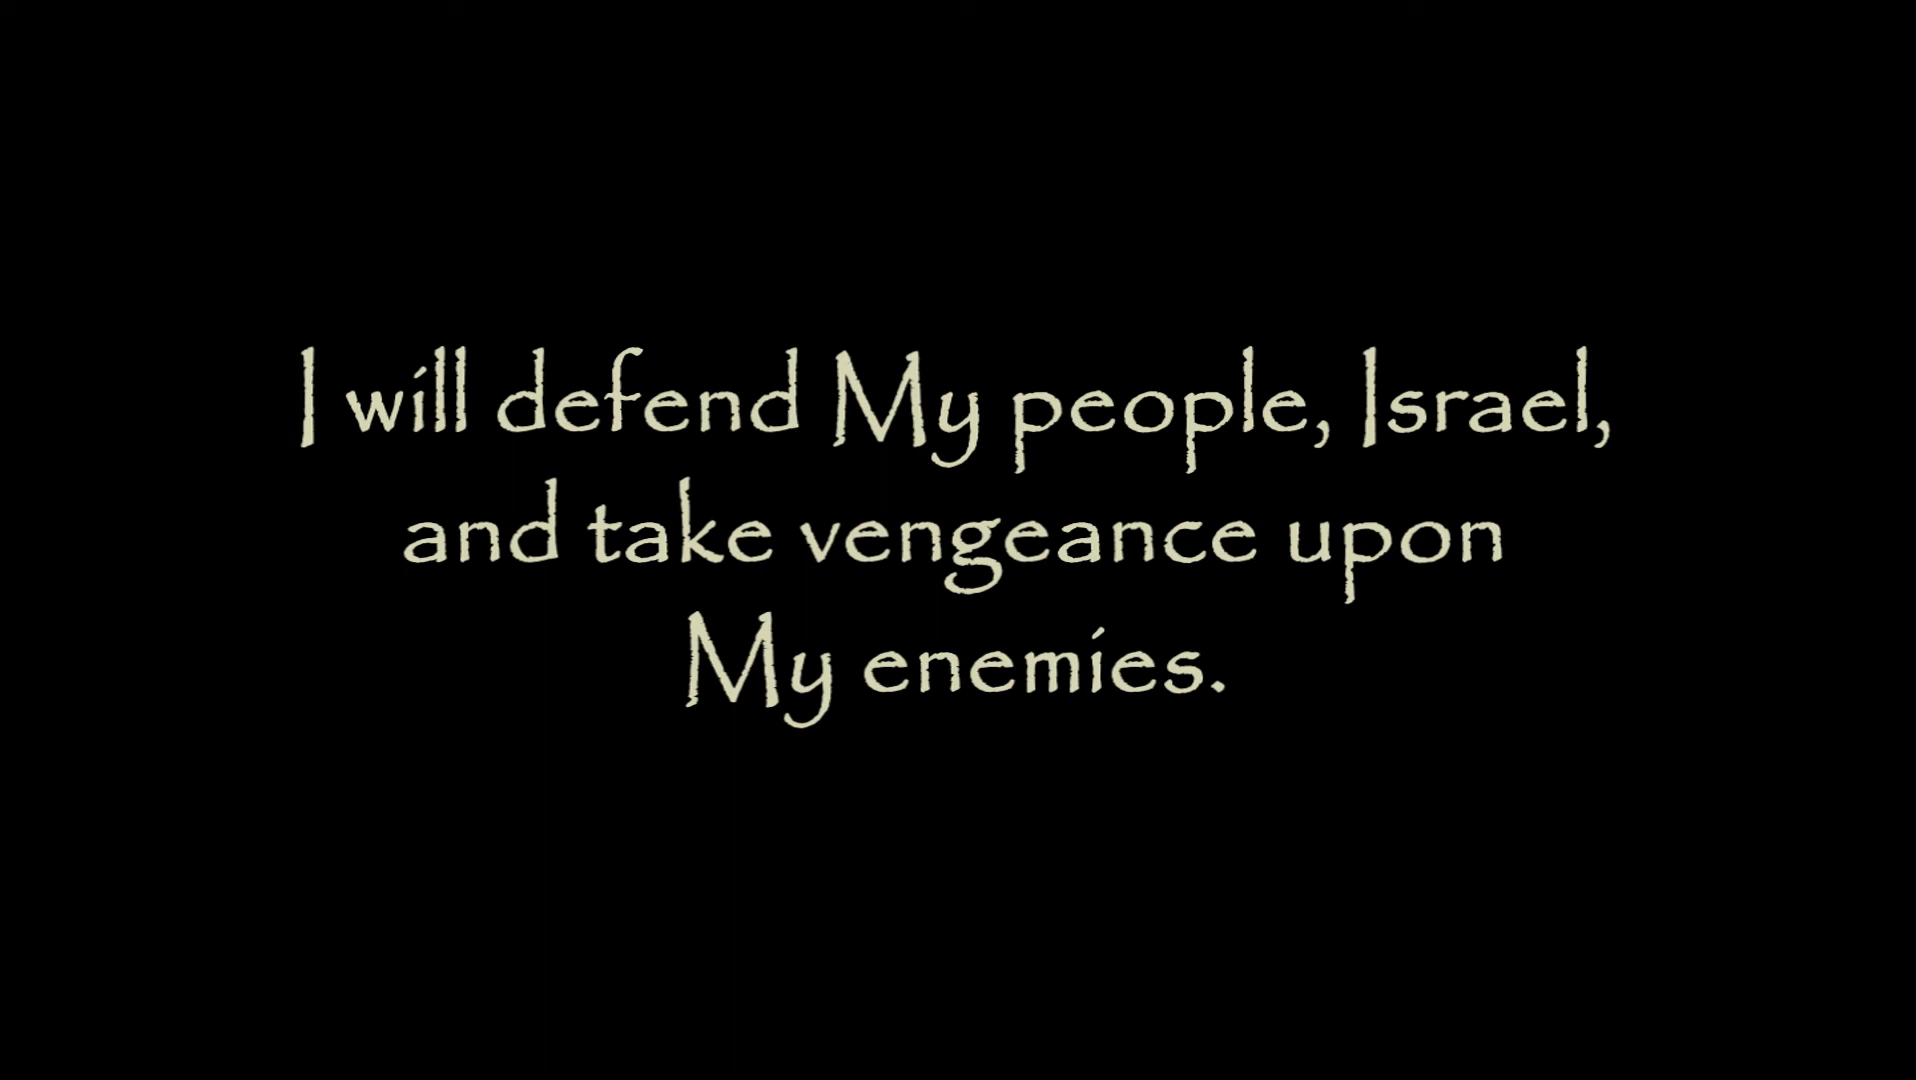 I will defend My people, Israel,
and take vengeance upon
My enemies.